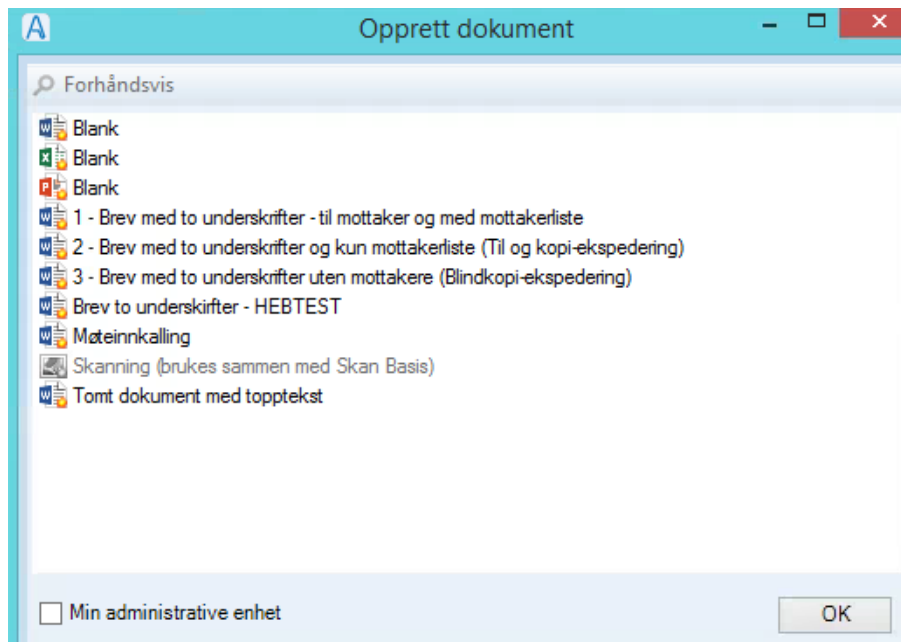 Opprett dokument
Forhåndsvis
Blank
Blank
Blank
1 - Brev med to underskrifter - til mottaker og med mottakerliste
2 - Brev med to underskrifter og kun mottakerliste (Til og kopi-ekspedering)
3 - Brev med to underskrifter uten mottakere (Blindkopi-ekspedering)
Brev to underskirfter - HEBTEST
Møteinnkalling
Skanning (brukes sammen med Skan Basis)
Tomt dokument med topptekst
Min administrative enhet
OK